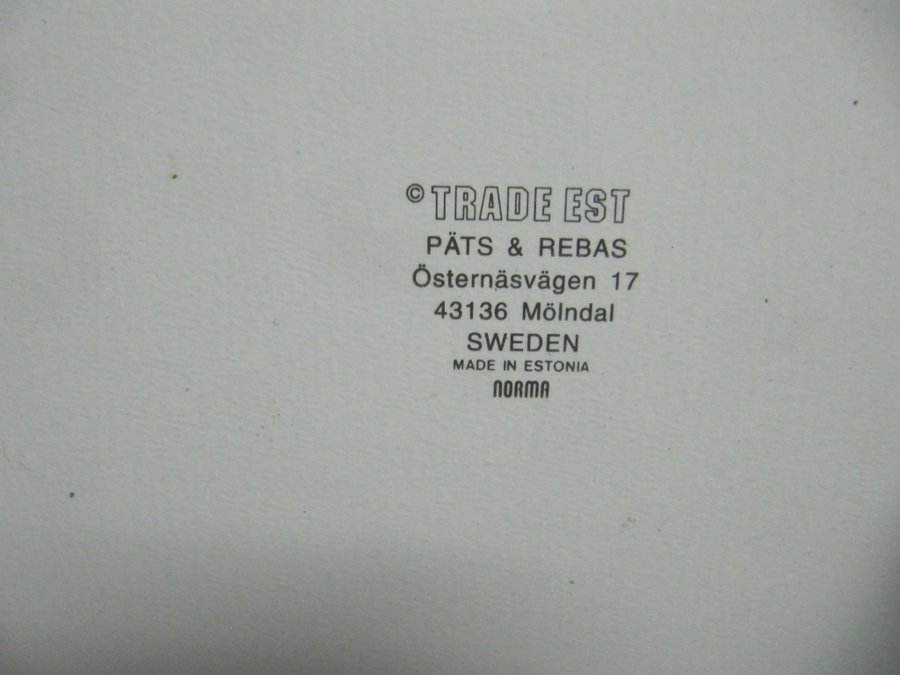 © TRADE EST
PÄTS & REBAS
Östernäsvägen 17
43136 Mölndal
SWEDEN
MADE IN ESTONIA
NORMA